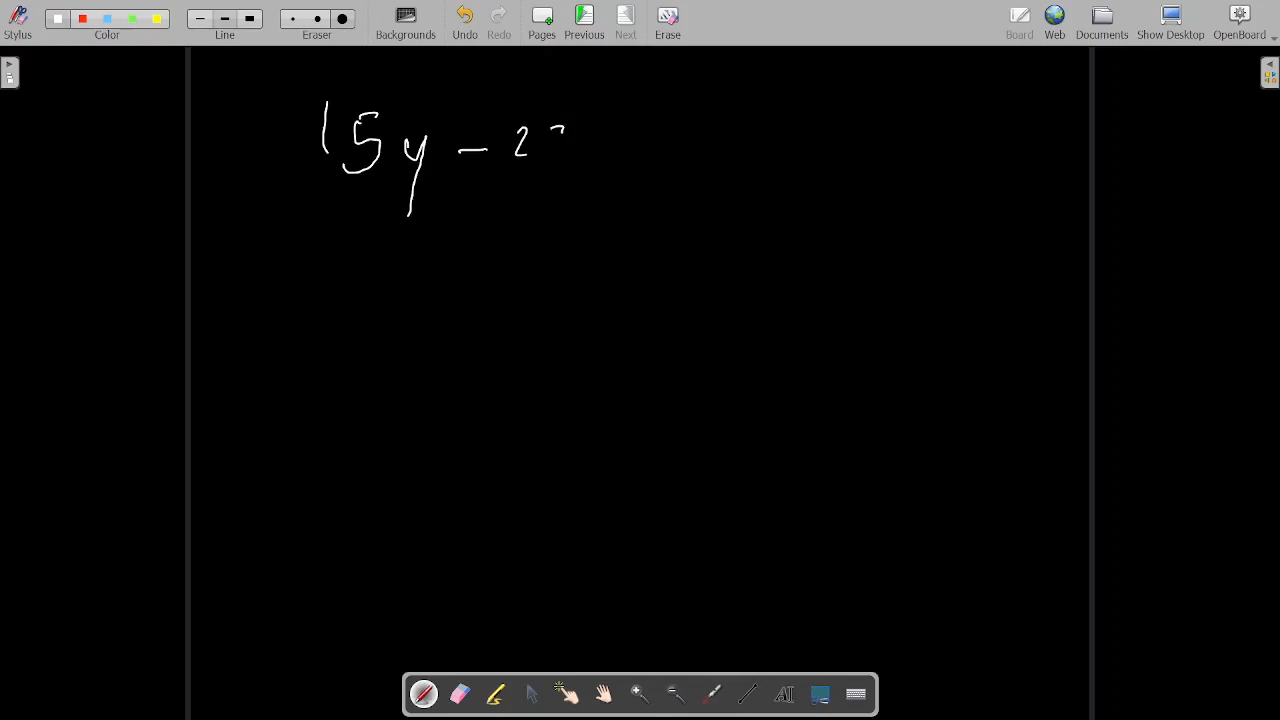 Stylus
Color
Line
Eraser
Backgrounds
Undo
Redo
Pages
Previous
Next
Erase
Board
Web
Documents
Show Desktop
OpenBoard
15y - 2